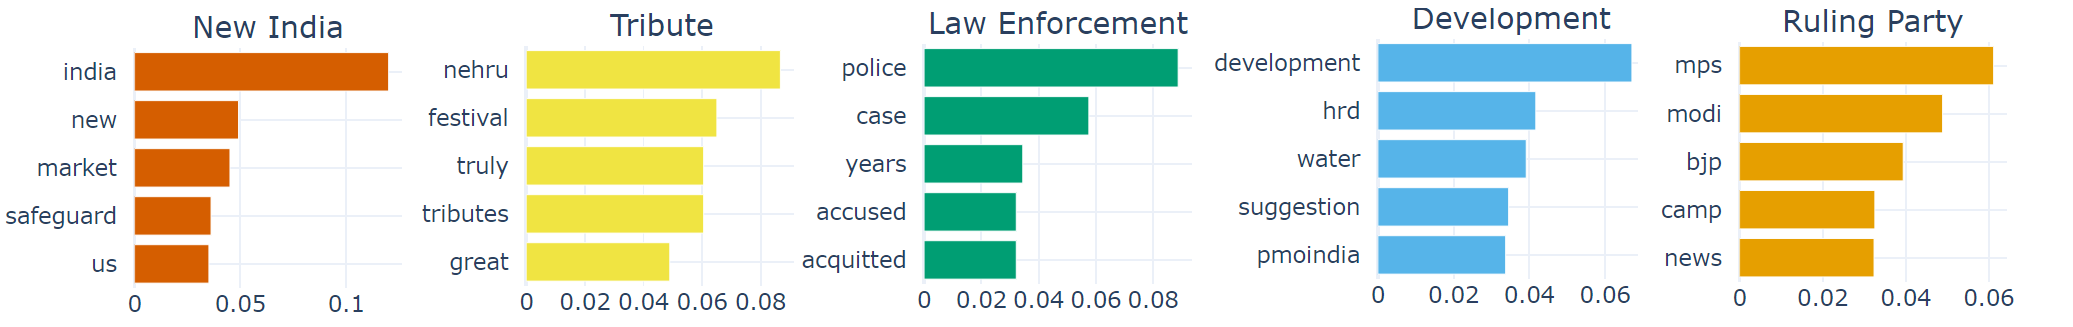 New India
india
new
market
safeguard
us
0 0.05 0.1
Tribute
nehru
festival
truly
tributes
great
0 0.02 0.04 0.06 0.08
Law Enforcement
police
case
years
accused
acquitted
0 0.02 0.04 0.06 0.08
Development
development
hrd
water
suggestion
pmoindia
0 0.02 0.04 0.06
Ruling Party
mps
modi
bjp
camp
news
0 0.02 0.04 0.06